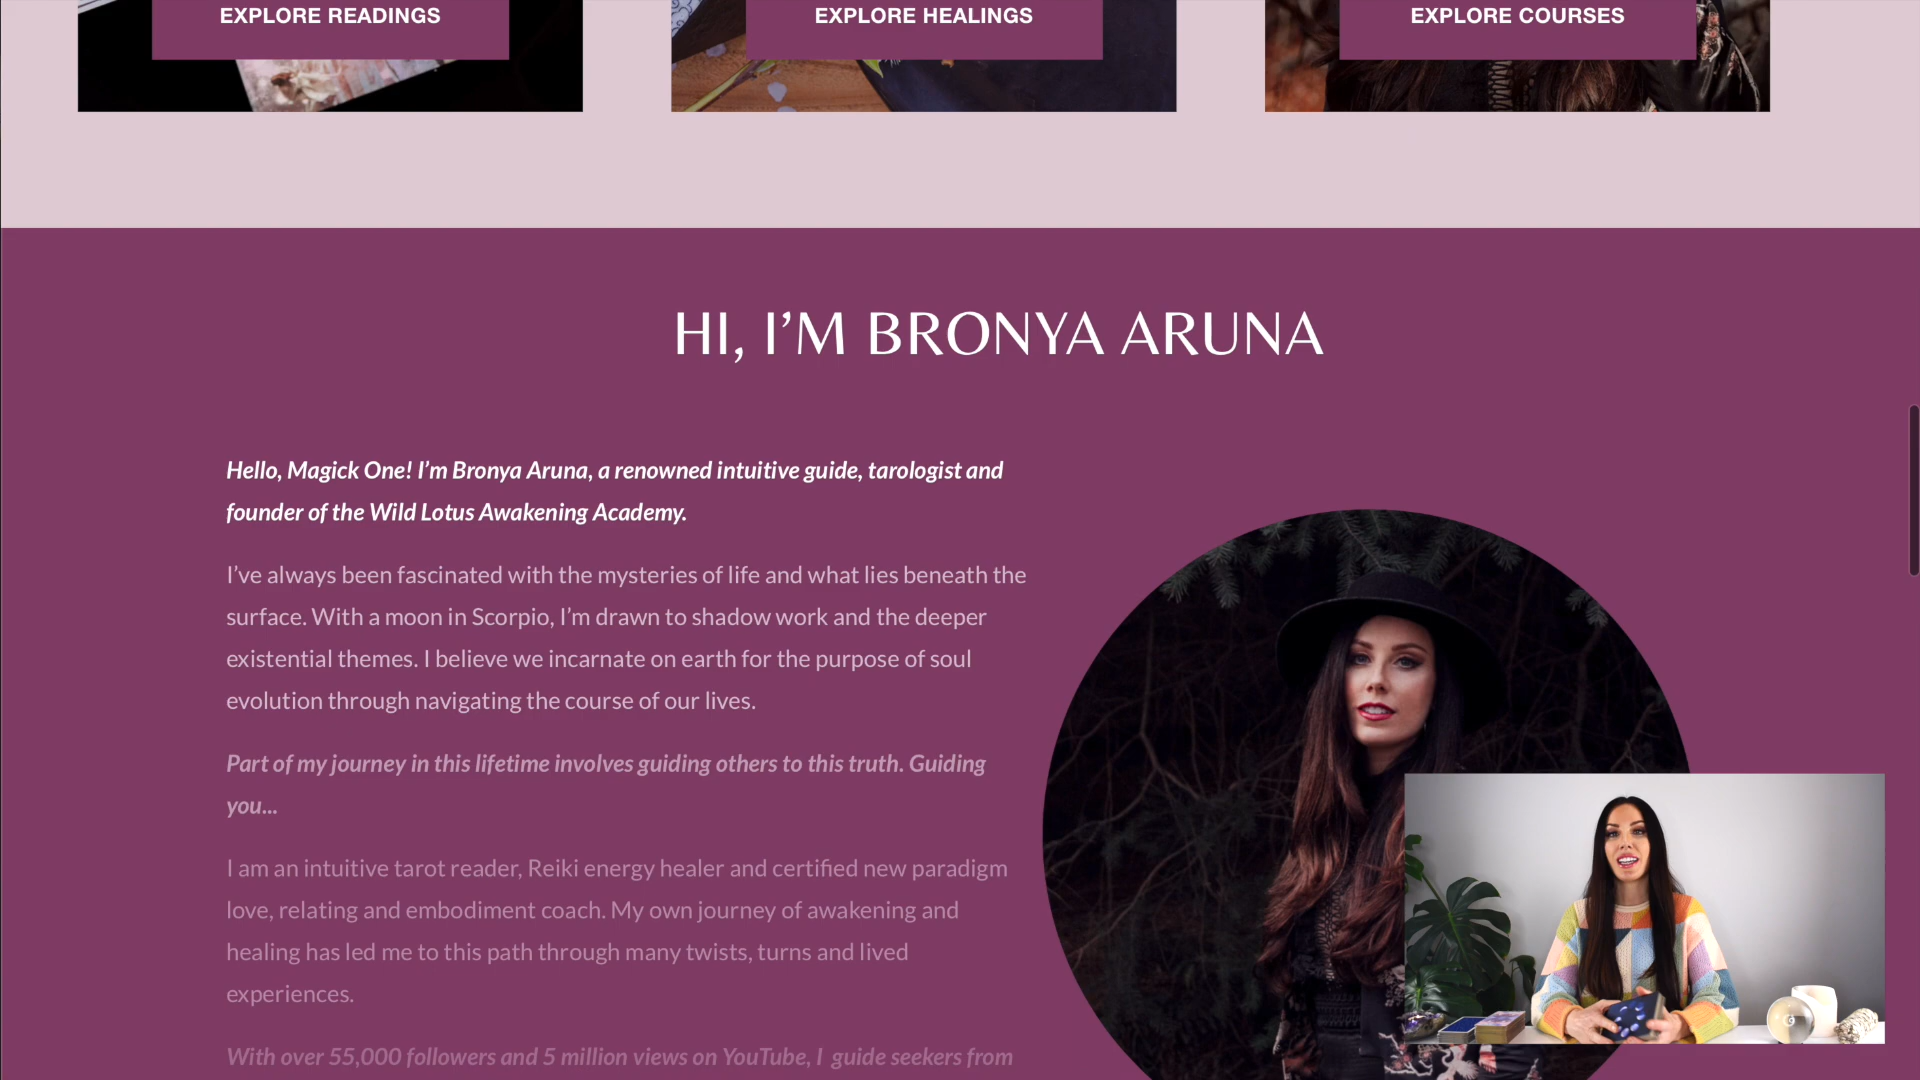 EXPLORE READINGS
EXPLORE HEALINGS
EXPLORE COURSES
HI, I’M BRONYA ARUNA
Hello, Magick One! I’m Bronya Aruna, a renowned intuitive guide, tarologist and
founder of the Wild Lotus Awakening Academy.
I’ve always been fascinated with the mysteries of life and what lies beneath the
surface. With a moon in Scorpio, I’m drawn to shadow work and the deeper
existential themes. I believe we incarnate on earth for the purpose of soul
evolution through navigating the course of our lives.
Part of my journey in this lifetime involves guiding others to this truth. Guiding
you...
I am an intuitive tarot reader, Reiki energy healer and certified new paradigm
love, relating and embodiment coach. My own journey of awakening and
healing has led me to this path through many twists, turns and lived
experiences.
With over 55,000 followers and 5 million views on YouTube, I guide seekers from